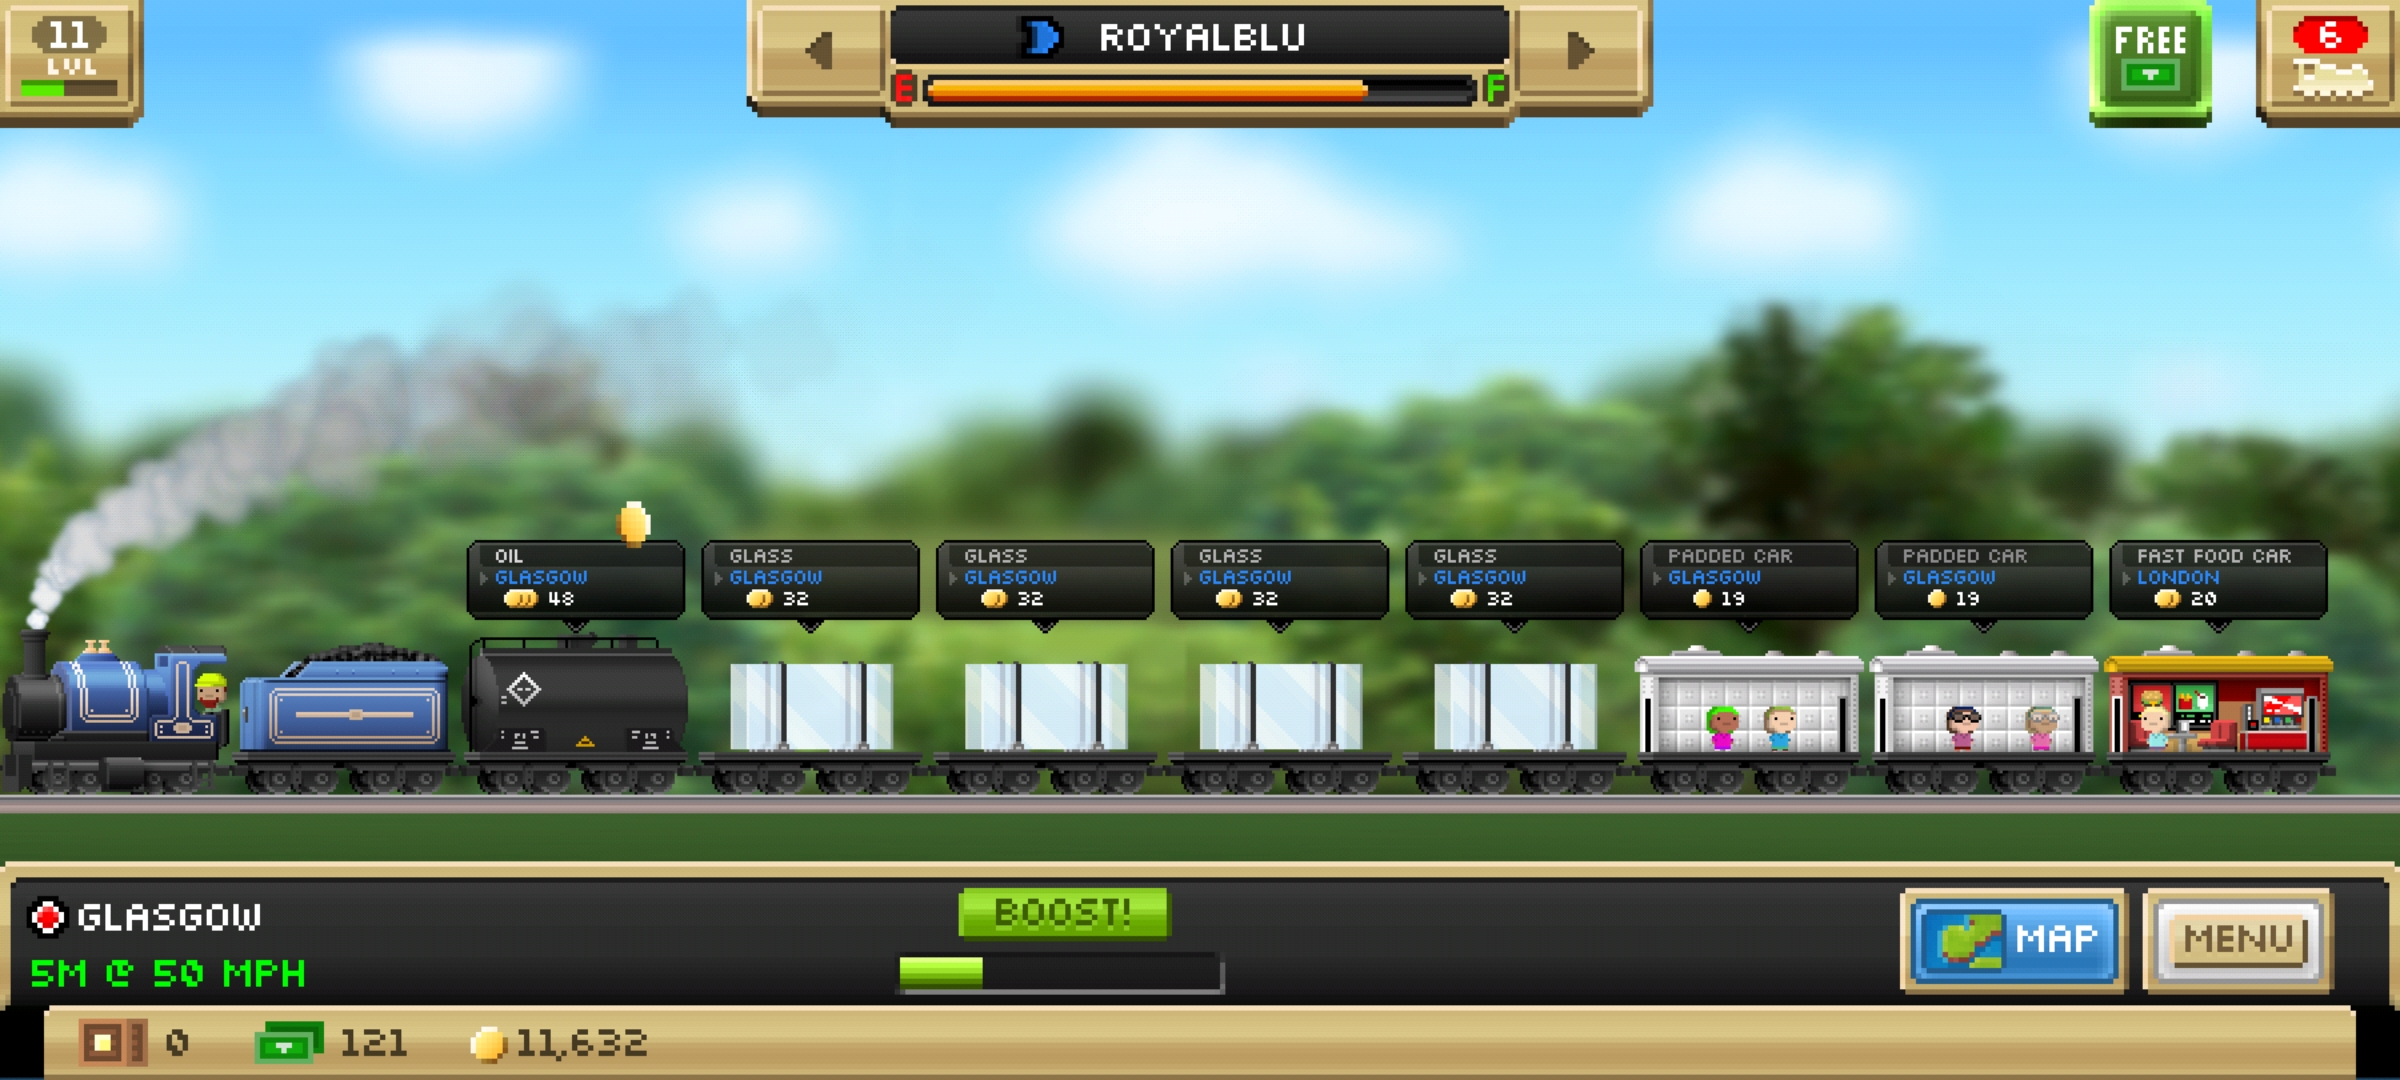 11
LVL
ROYALBLU
E F
FREE
6
OIL
GLASGOW
48
GLASS
GLASGOW
32
GLASS
GLASGOW
32
GLASS
GLASGOW
32
GLASS
GLASGOW
32
PADDED CAR
GLASGOW
19
PADDED CAR
GLASGOW
19
FAST FOOD CAR
LONDON
20
GLASGOW
5M @ 50 MPH
BOOST!
MAP
MENU
0
121
11,632